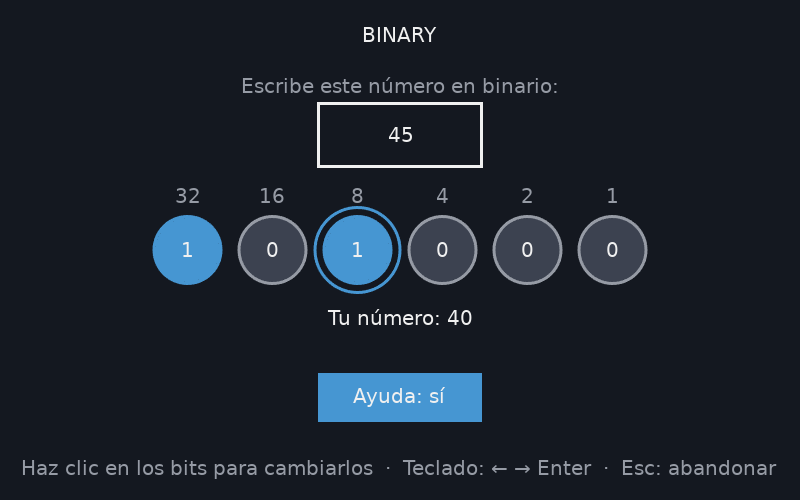 BINARY
Escribe este número en binario:
45
32 16 8 4 2 1
1 0 1 0 0 0
Tu número: 40
Ayuda: sí
Haz clic en los bits para cambiarlos · Teclado: ← → Enter · Esc: abandonar